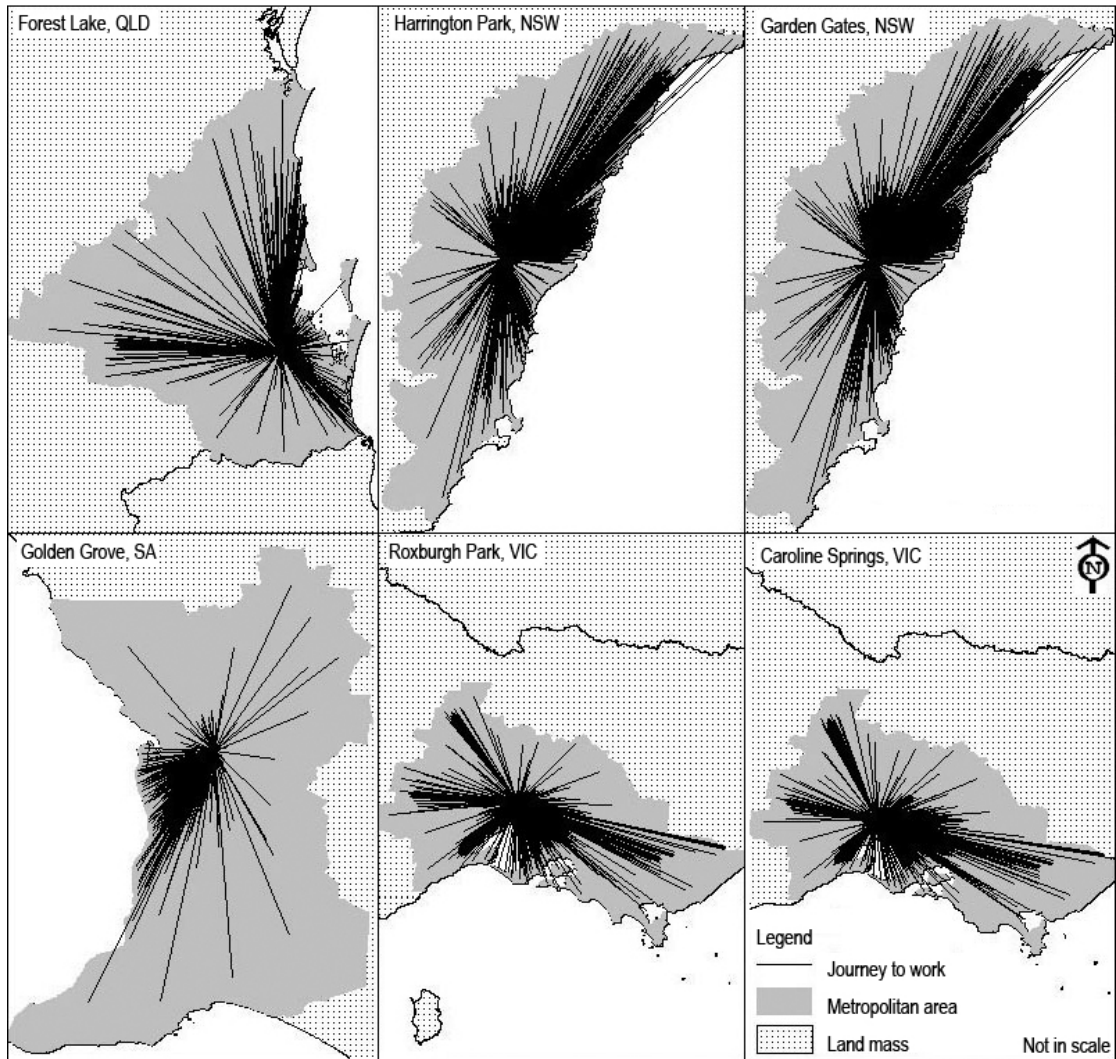 Forest Lake, QLD
Harrington Park, NSW
Garden Gates, NSW
Golden Grove, SA
Roxburgh Park, VIC
Caroline Springs, VIC
N
Legend
Journey to work
Metropolitan area
Land mass
Not in scale